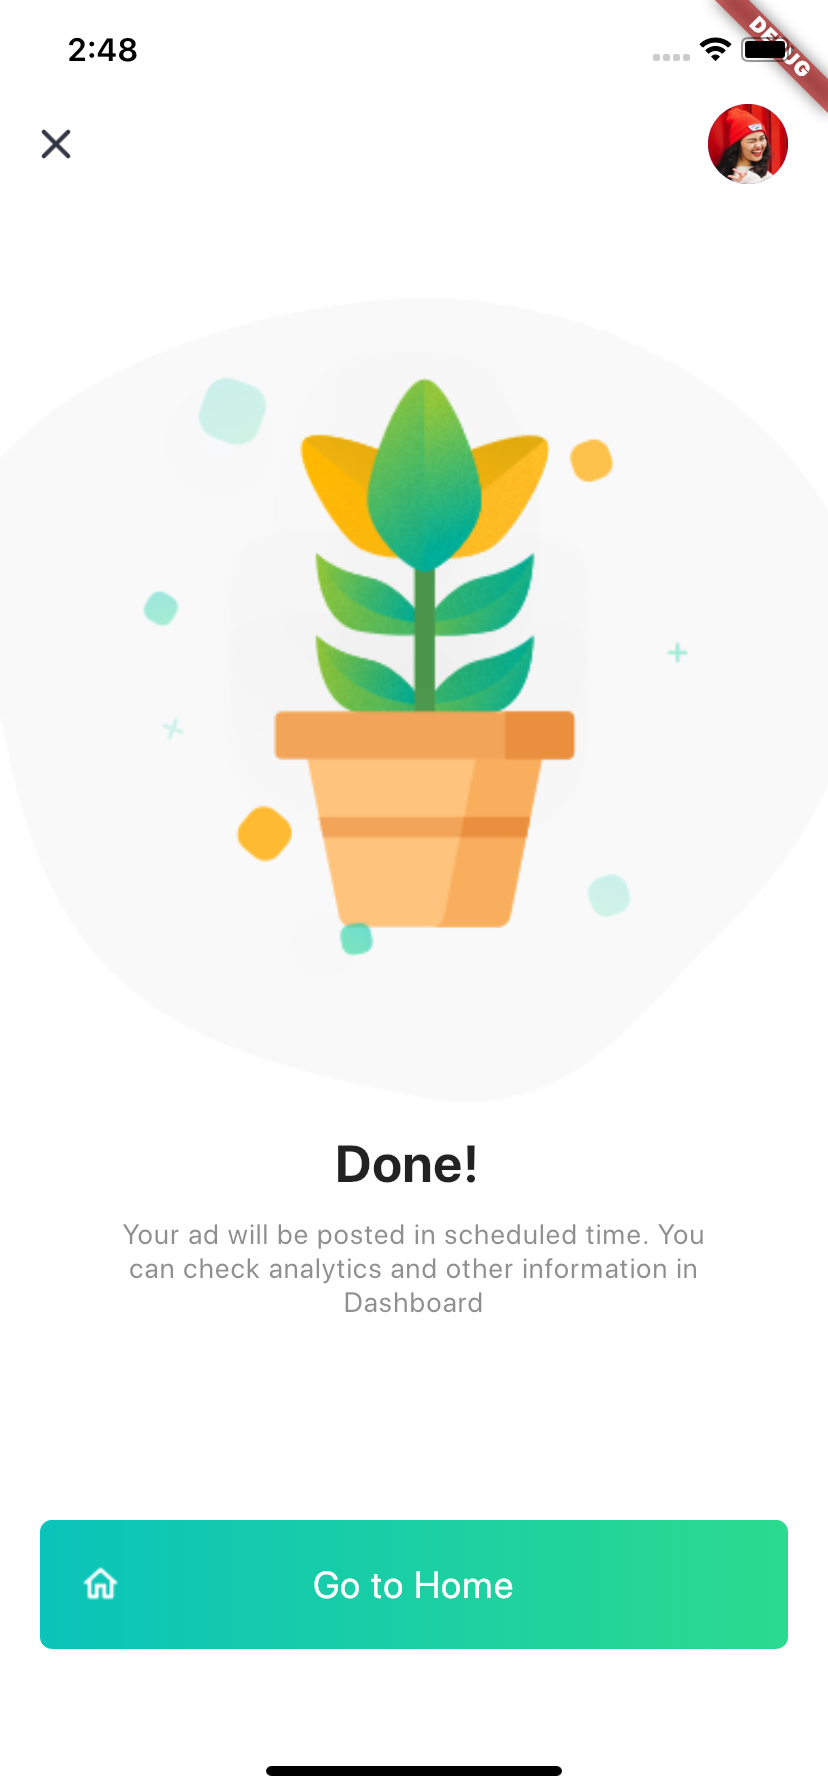 2:48
DEBUG
Done!
Your ad will be posted in scheduled time. You
can check analytics and other information in
Dashboard
Go to Home